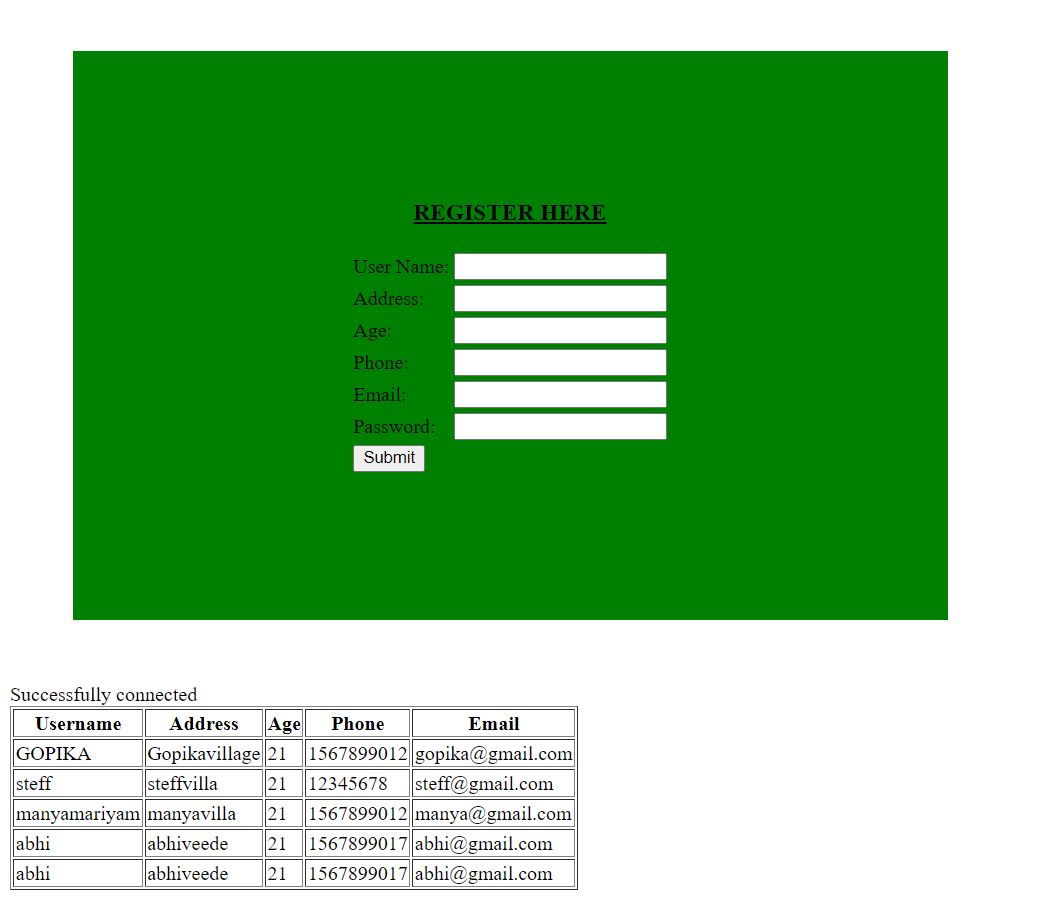 REGISTER HERE
User Name:
Address:
Age:
Phone:
Email:
Password:
Submit
Successfully connected
Username Address Age Phone Email
GOPIKA Gopikavillage 21 1567899012 gopika@gmail.com
steff steffvilla 21 12345678 steff@gmail.com
manyamariyam manyavilla 21 1567899012 manya@gmail.com
abhi abhiveede 21 1567899017 abhi@gmail.com
abhi abhiveede 21 1567899017 abhi@gmail.com